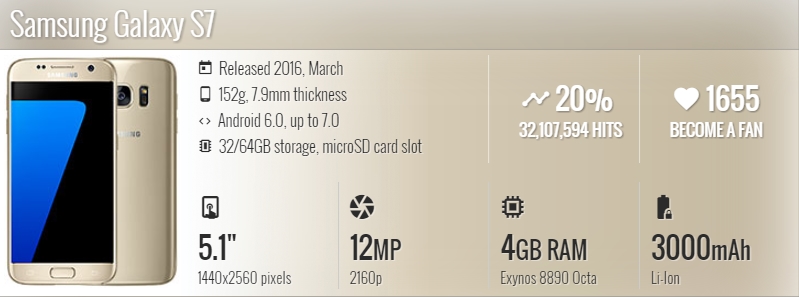 Samsung Galaxy S7
Released 2016, March
152g, 7.9mm thickness
Android 6.0, up to 7.0
32/64GB storage, microSD card slot
20%
32,107,594 HITS
1655
BECOME A FAN
SAMSUNG
5.1"
1440x2560 pixels
12MP
2160p
4GB RAM
Exynos 8890 Octa
3000mAh
Li-Ion